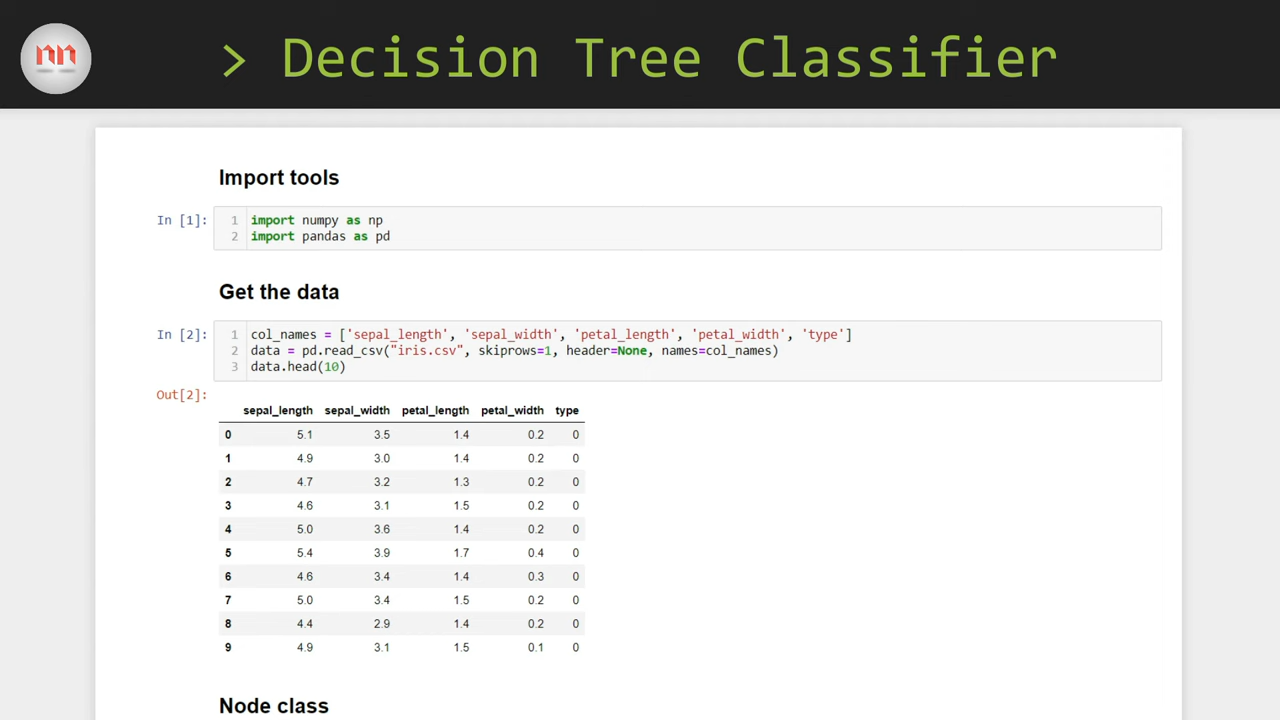 > Decision Tree Classifier
Import tools
In [1]:
1 import numpy as np
2 import pandas as pd
Get the data
In [2]:
1 col_names = ['sepal_length', 'sepal_width', 'petal_length', 'petal_width', 'type']
2 data = pd.read_csv("iris.csv", skiprows=1, header=None, names=col_names)
3 data.head(10)
Out[2]:
sepal_length sepal_width petal_length petal_width type
0 5.1 3.5 1.4 0.2 0
1 4.9 3.0 1.4 0.2 0
2 4.7 3.2 1.3 0.2 0
3 4.6 3.1 1.5 0.2 0
4 5.0 3.6 1.4 0.2 0
5 5.4 3.9 1.7 0.4 0
6 4.6 3.4 1.4 0.3 0
7 5.0 3.4 1.5 0.2 0
8 4.4 2.9 1.4 0.2 0
9 4.9 3.1 1.5 0.1 0
Node class